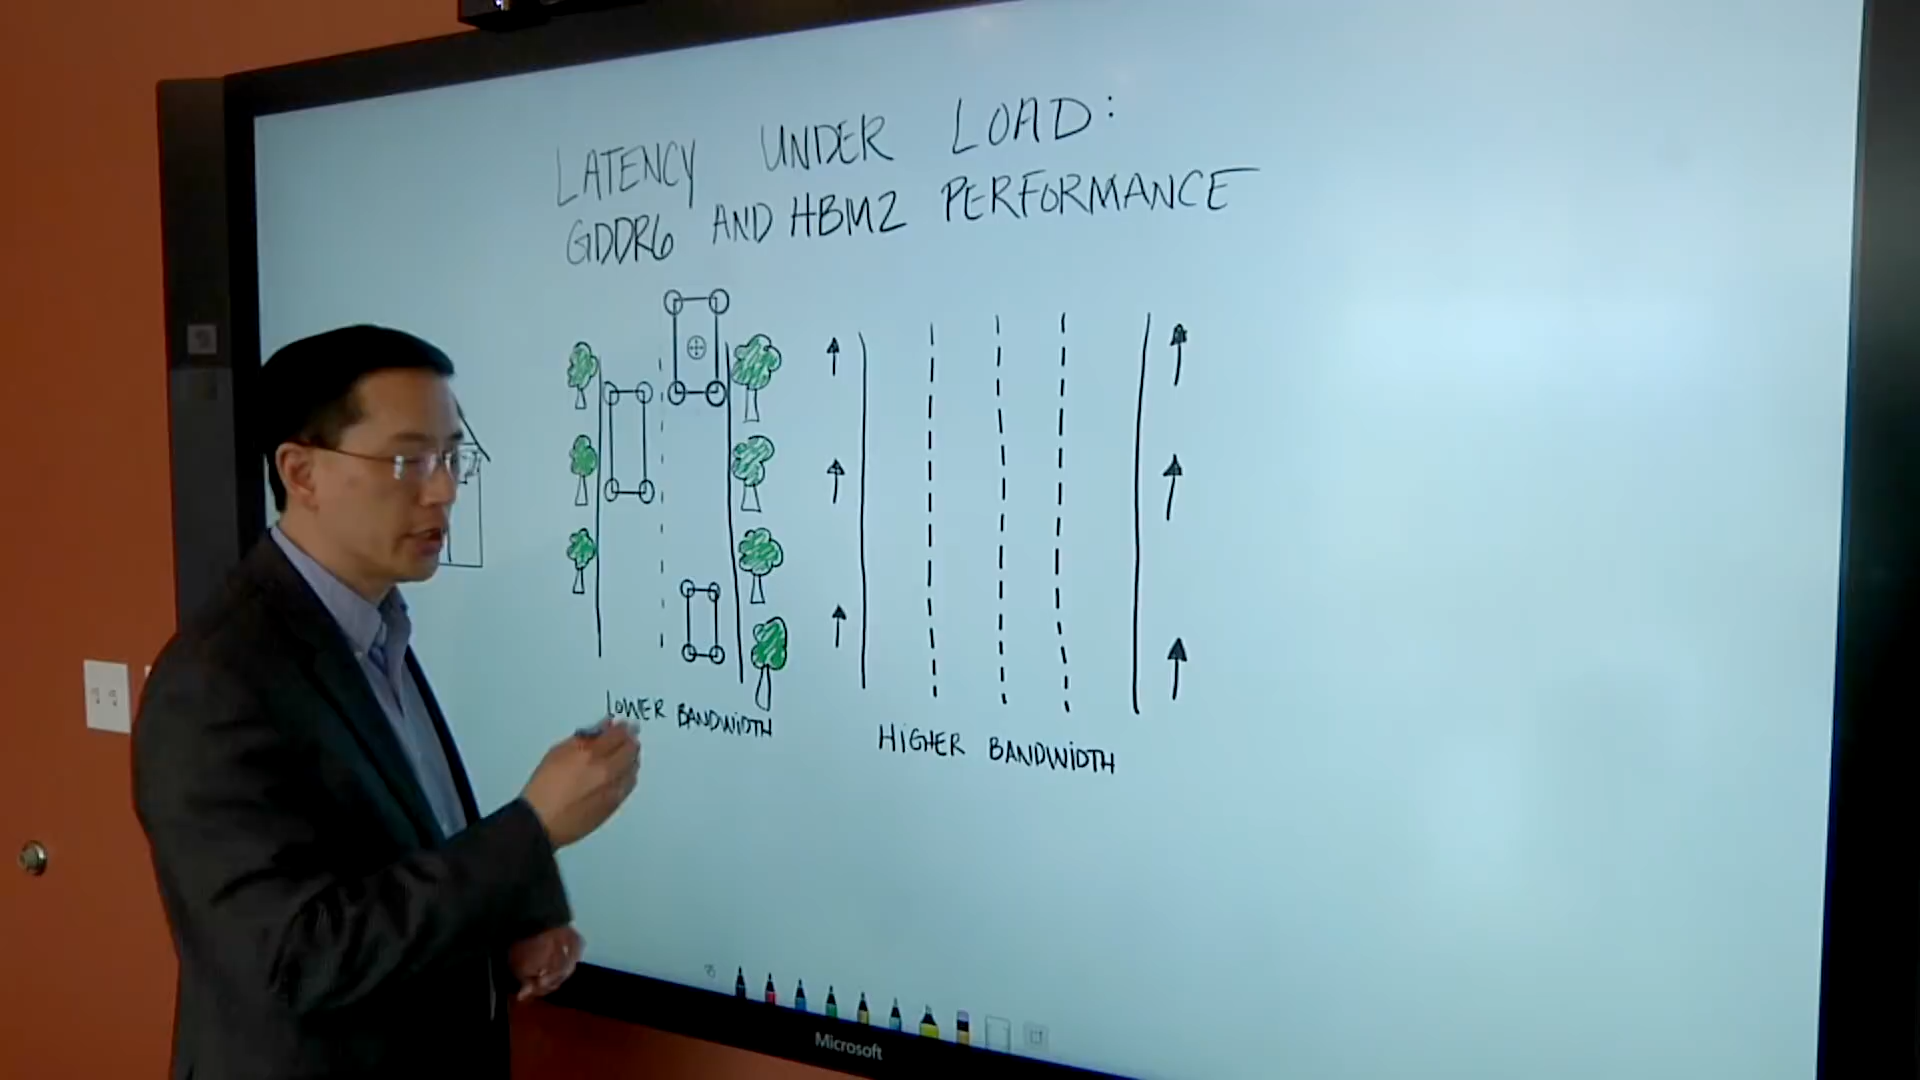 LATENCY UNDER LOAD:
GDDR6 AND HBM2 PERFORMANCE
LOWER BANDWIDTH
HIGHER BANDWIDTH
Microsoft